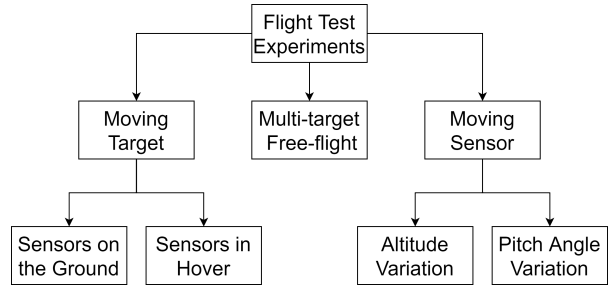 Flight Test
Experiments
Moving
Target
Multi-target
Free-flight
Moving
Sensor
Sensors on
the Ground
Sensors in
Hover
Altitude
Variation
Pitch Angle
Variation